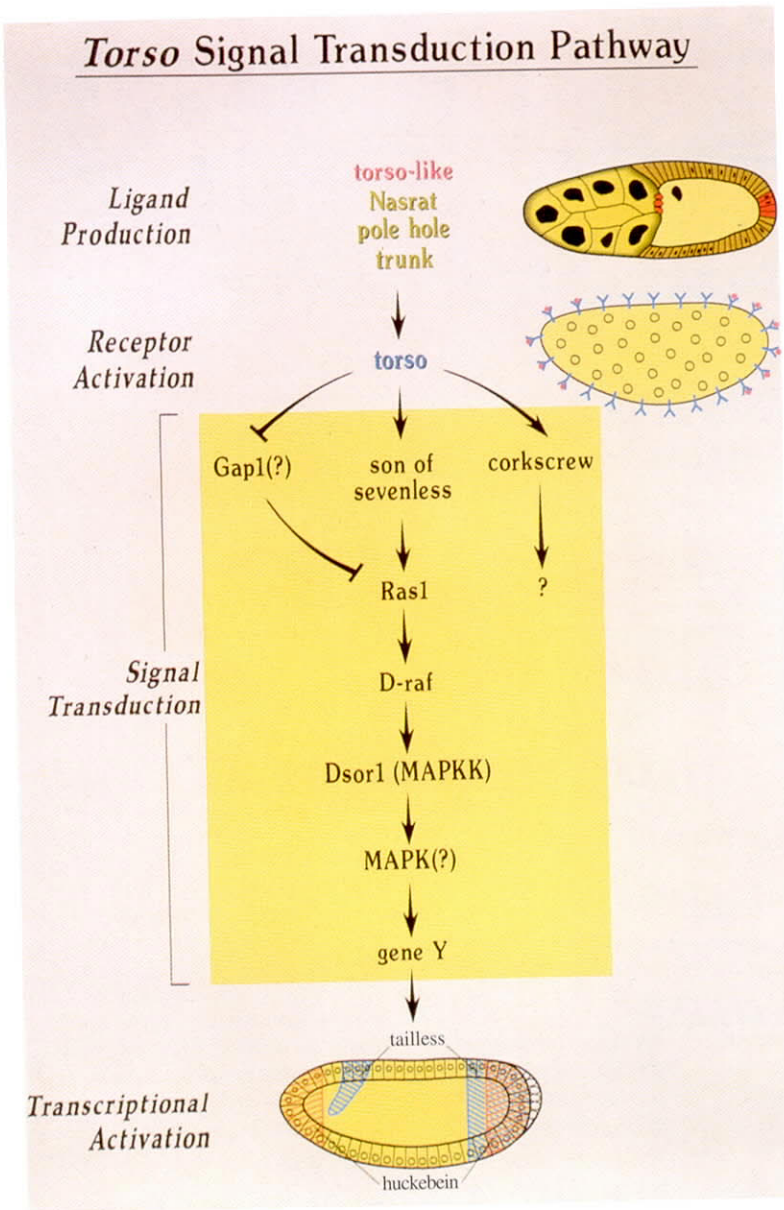 Torso Signal Transduction Pathway
Ligand
Production
torso-like
Nasrat
pole hole
trunk
Receptor
Activation
torso
Gap1(?)
son of
sevenless
corkscrew
Ras1
?
Signal
Transduction
D-raf
Dsor1 (MAPKK)
MAPK(?)
gene Y
tailless
Transcriptional
Activation
huckebein